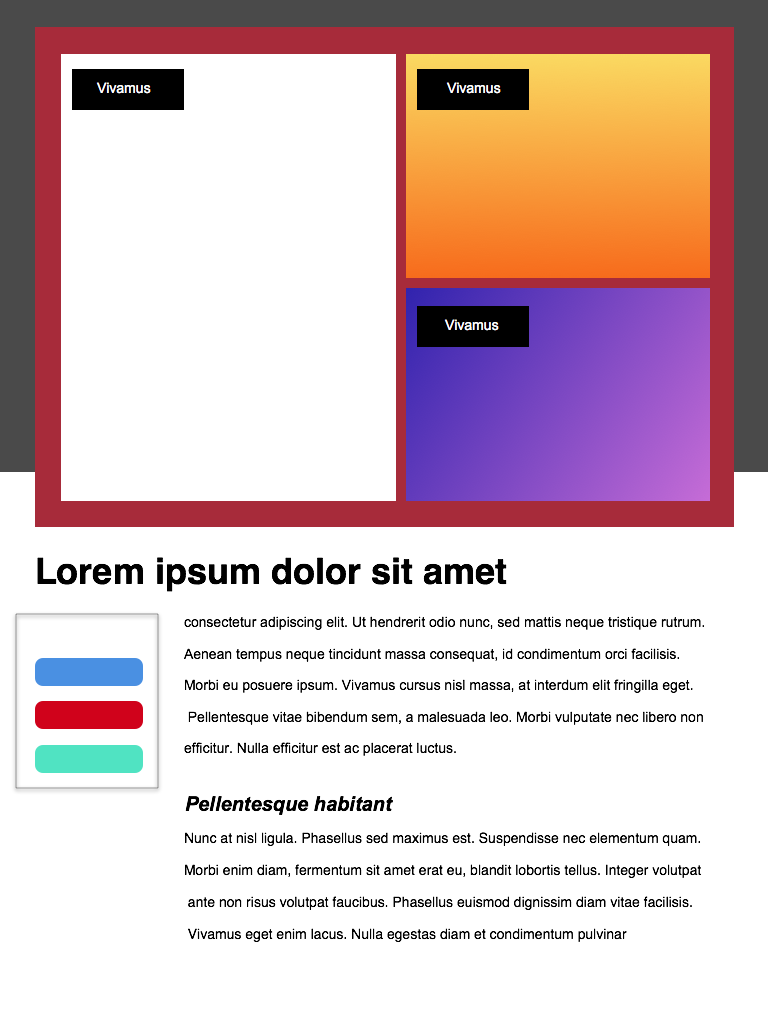 Vivamus
Vivamus
Vivamus
Lorem ipsum dolor sit amet
consectetur adipiscing elit. Ut hendrerit odio nunc, sed mattis neque tristique rutrum.
Aenean tempus neque tincidunt massa consequat, id condimentum orci facilisis.
Morbi eu posuere ipsum. Vivamus cursus nisl massa, at interdum elit fringilla eget.
Pellentesque vitae bibendum sem, a malesuada leo. Morbi vulputate nec libero non
efficitur. Nulla efficitur est ac placerat luctus.
Pellentesque habitant
Nunc at nisl ligula. Phasellus sed maximus est. Suspendisse nec elementum quam.
Morbi enim diam, fermentum sit amet erat eu, blandit lobortis tellus. Integer volutpat
ante non risus volutpat faucibus. Phasellus euismod dignissim diam vitae facilisis.
Vivamus eget enim lacus. Nulla egestas diam et condimentum pulvinar